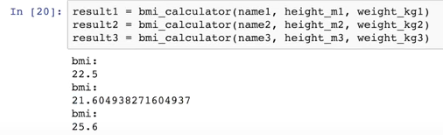 In [20]: result1 = bmi_calculator(name1, height_m1, weight_kg1)
result2 = bmi_calculator(name2, height_m2, weight_kg2)
result3 = bmi_calculator(name3, height_m3, weight_kg3)
bmi:
22.5
bmi:
21.604938271604937
bmi:
25.6